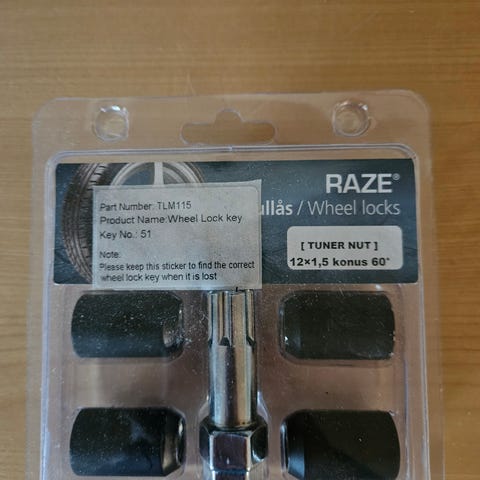 RAZE®
Part Number: TLM115
Product Name:Wheel Lock key
Key No.: 51
Note:
Please keep this sticker to find the correct
wheel lock key when it is lost
/ Wheel locks
[ TUNER NUT ]
12×1,5 konus 60°